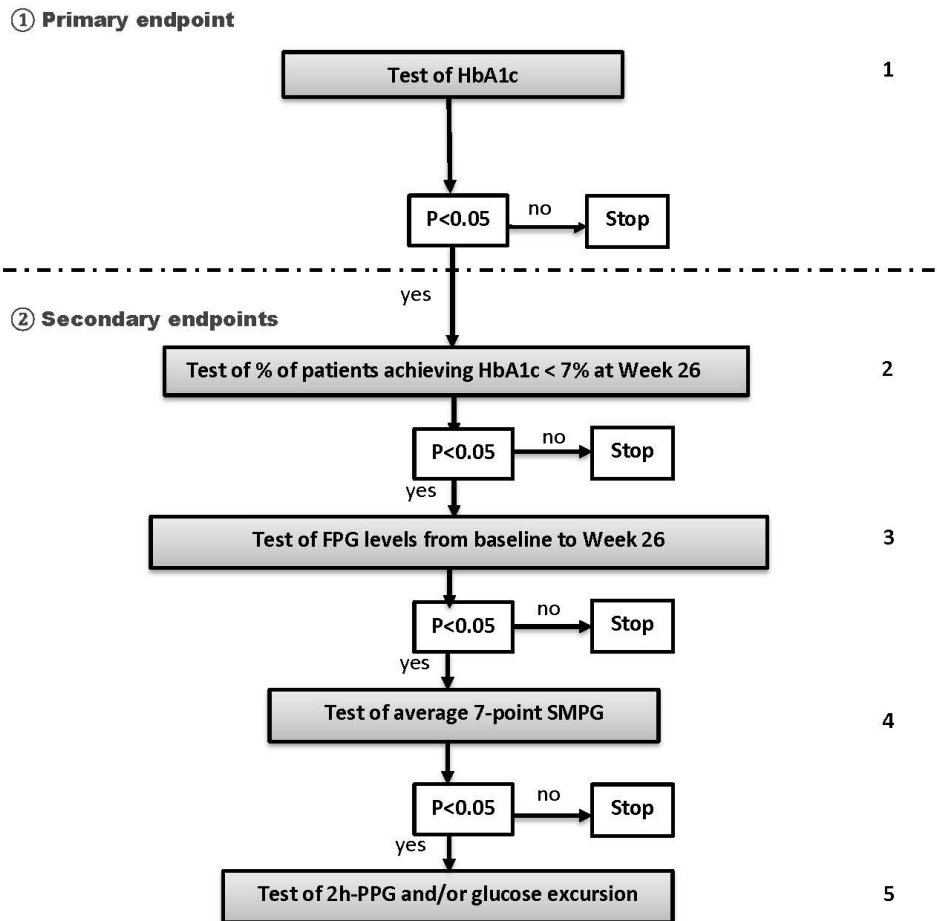 ① Primary endpoint
Test of HbA1c 1
P<0.05 no Stop
yes
② Secondary endpoints
Test of % of patients achieving HbA1c < 7% at Week 26 2
P<0.05 no Stop
yes
Test of FPG levels from baseline to Week 26 3
P<0.05 no Stop
yes
Test of average 7-point SMPG 4
P<0.05 no Stop
yes
Test of 2h-PPG and/or glucose excursion 5